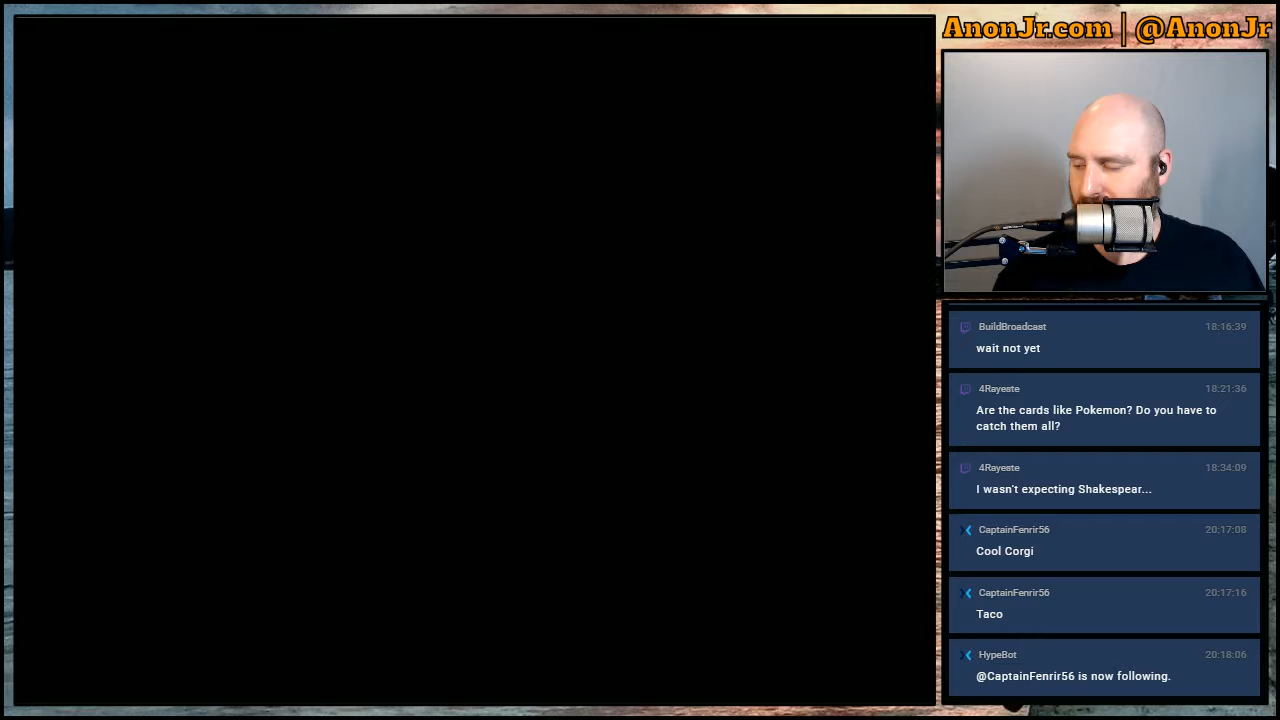 AnonJr.com | @AnonJr
BuildBroadcast 18:16:39
wait not yet
4Rayeste 18:21:36
Are the cards like Pokemon? Do you have to
catch them all?
4Rayeste 18:34:09
I wasn't expecting Shakespear...
CaptainFenrir56 20:17:08
Cool Corgi
CaptainFenrir56 20:17:16
Taco
HypeBot 20:18:06
@CaptainFenrir56 is now following.